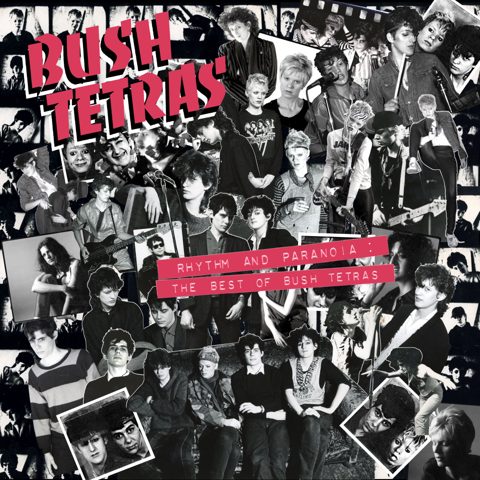 BUSH
TETRAS
RHYTHM AND PARANOIA :
THE BEST OF BUSH TETRAS